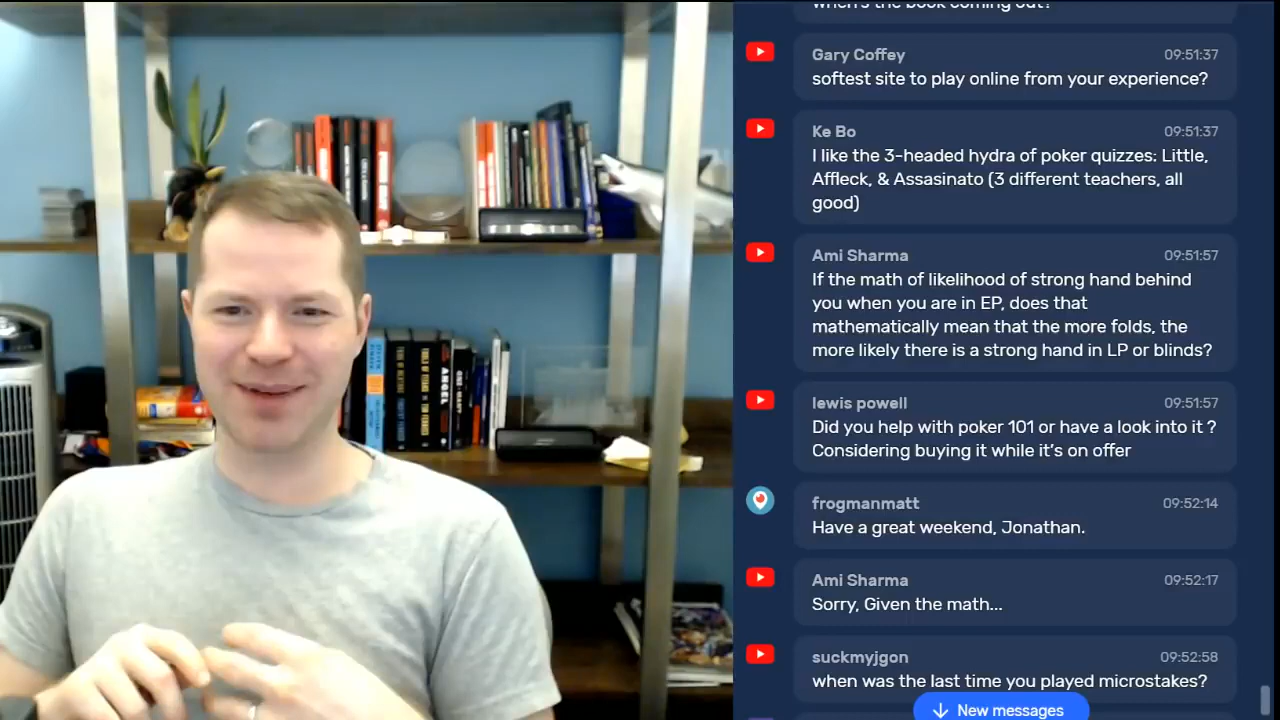 when's the book coming out?
Gary Coffey 09:51:37
softest site to play online from your experience?
Ke Bo 09:51:37
I like the 3-headed hydra of poker quizzes: Little,
Affleck, & Assasinato (3 different teachers, all
good)
Ami Sharma 09:51:57
If the math of likelihood of strong hand behind
you when you are in EP, does that
mathematically mean that the more folds, the
more likely there is a strong hand in LP or blinds?
lewis powell 09:51:57
Did you help with poker 101 or have a look into it ?
Considering buying it while it's on offer
frogmanmatt 09:52:14
Have a great weekend, Jonathan.
Ami Sharma 09:52:17
Sorry, Given the math...
suckmyjgon 09:52:58
when was the last time you played microstakes?
New messages
ANGEL